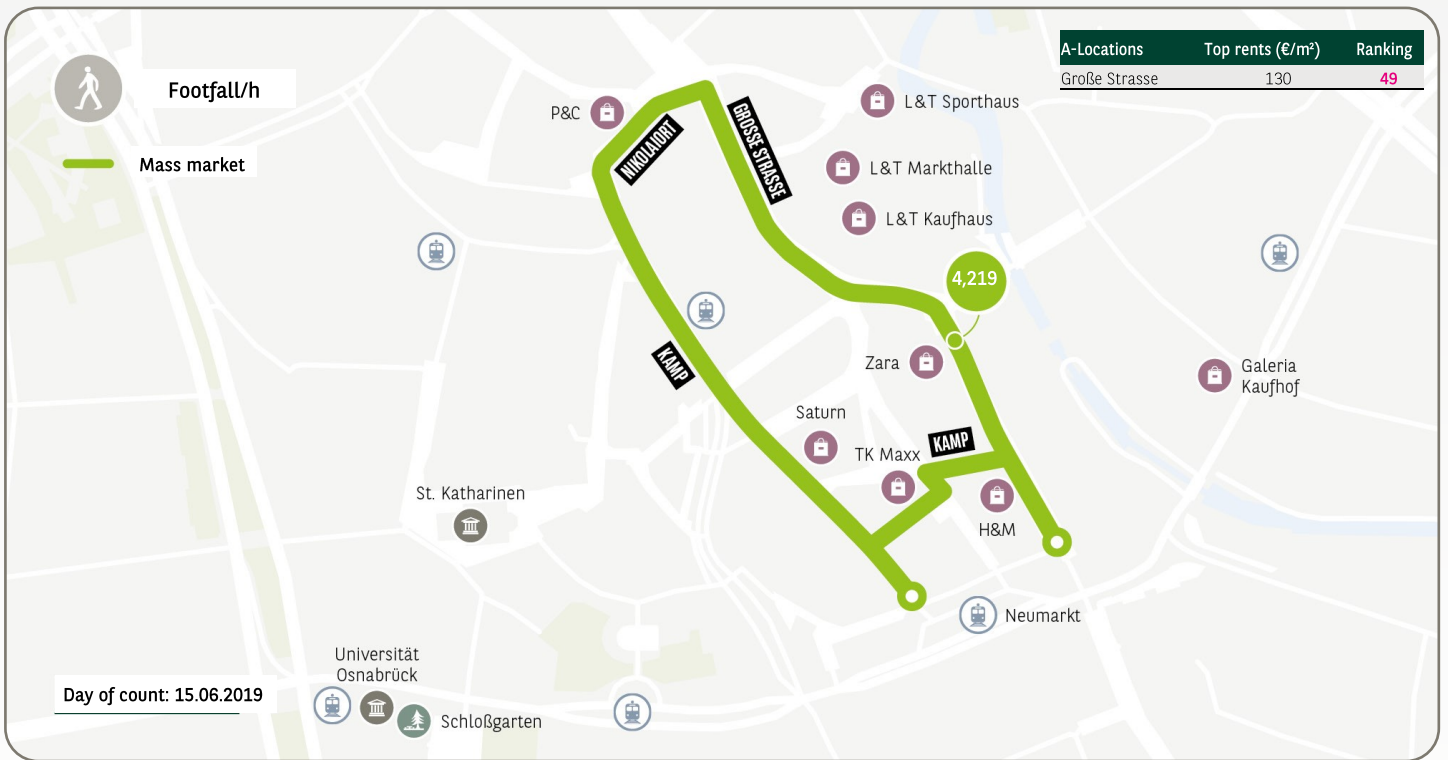 Footfall/h
Mass market
A-Locations Top rents (€/m²) Ranking
Große Strasse 130 49
P&C
NIKOLAIORT
GROSSE STRASSE
L&T Sporthaus
L&T Markthalle
L&T Kaufhaus
4,219
KAMP
Zara
Galeria
Kaufhof
Saturn
TK Maxx
KAMP
H&M
St. Katharinen
Neumarkt
Universität
Osnabrück
Schloßgarten
Day of count: 15.06.2019